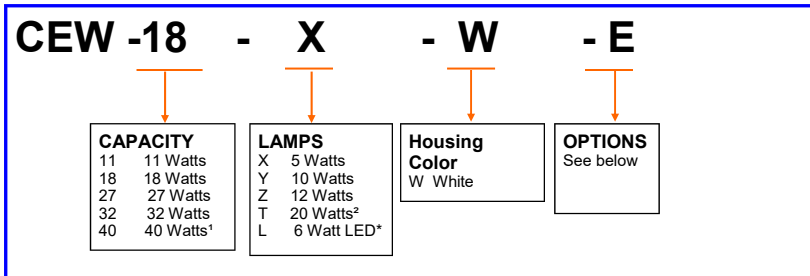 CEW -18 - X - W - E
CAPACITY
11 11 Watts
18 18 Watts
27 27 Watts
32 32 Watts
40 40 Watts¹
LAMPS
X 5 Watts
Y 10 Watts
Z 12 Watts
T 20 Watts²
L 6 Watt LED*
Housing
Color
W White
OPTIONS
See below